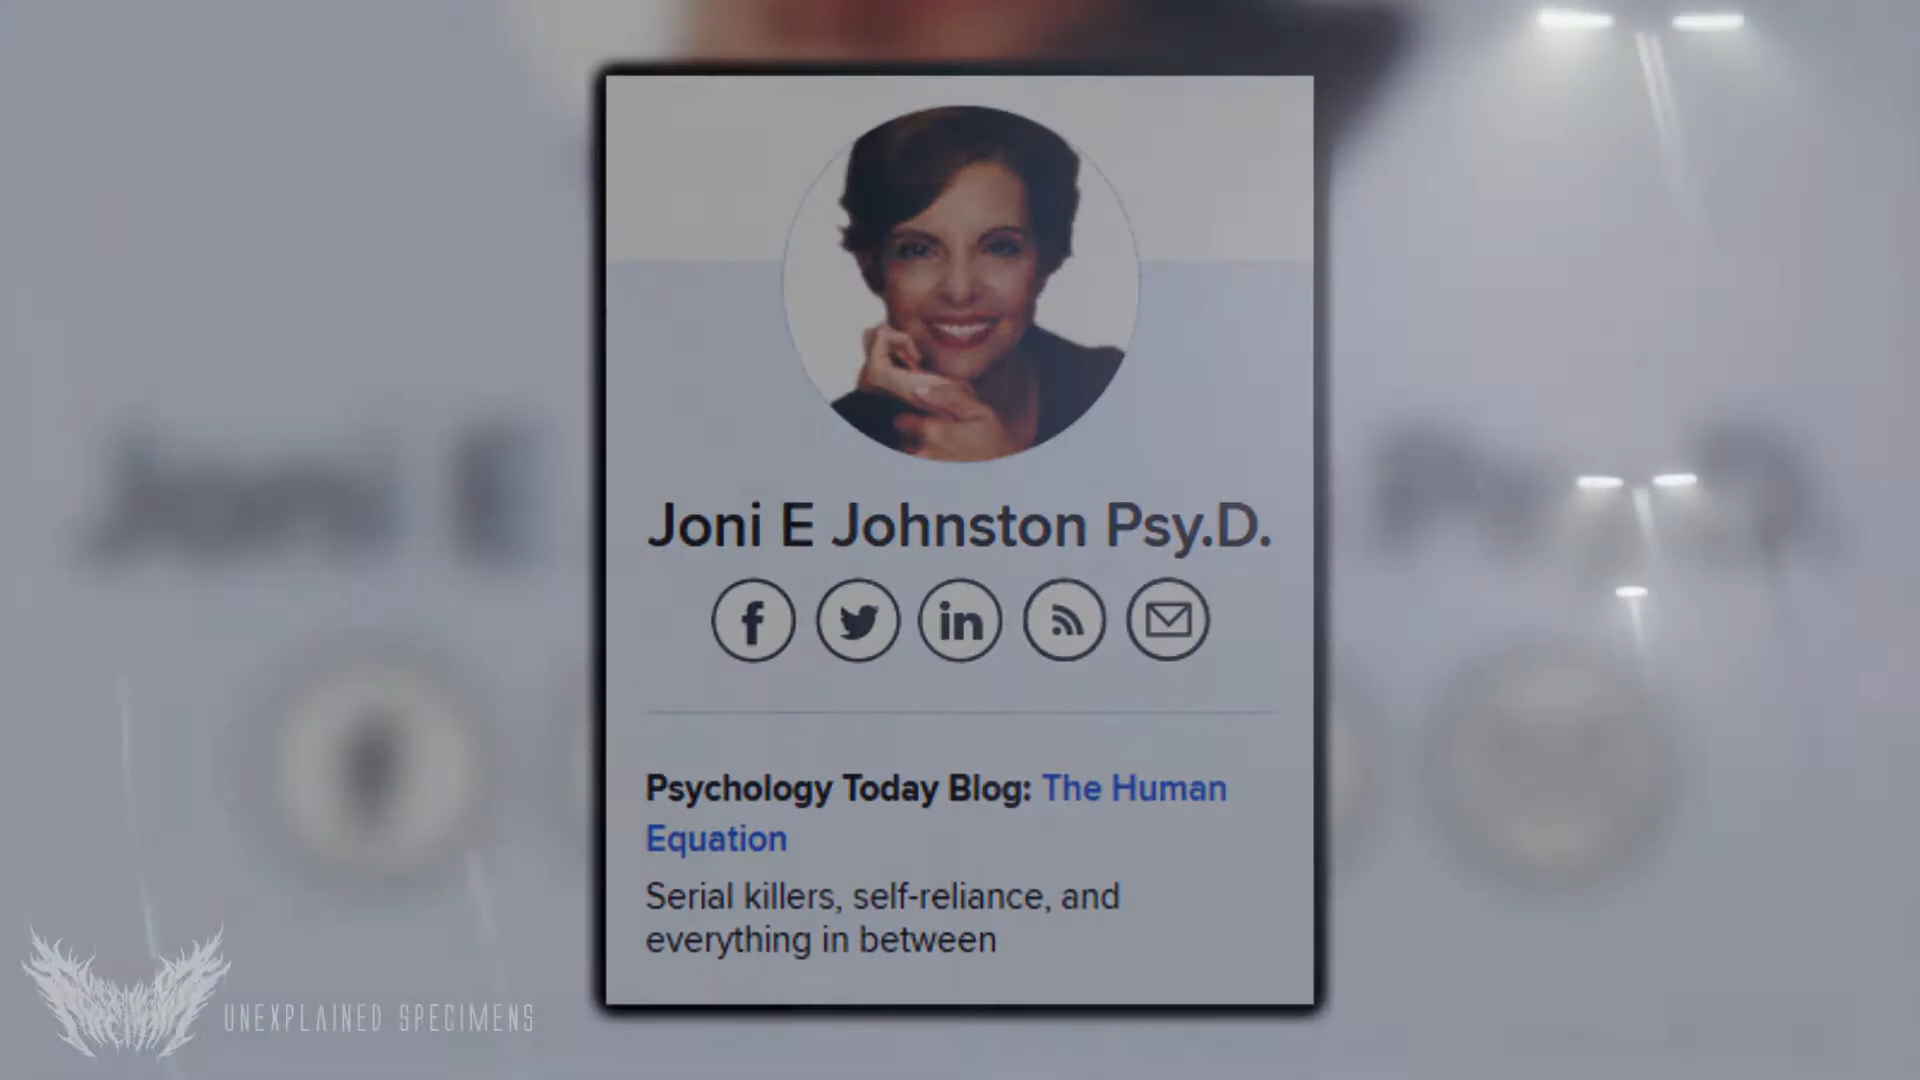 Joni E Johnston Psy.D.
Psychology Today Blog: The Human
Equation
Serial killers, self-reliance, and
everything in between
UNEXPLAINED SPECIMENS